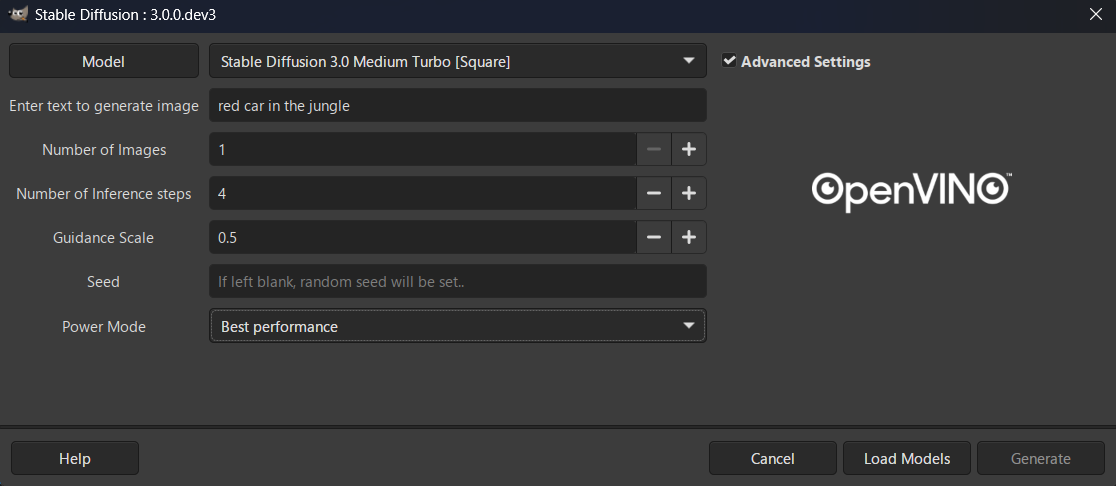 Stable Diffusion : 3.0.0.dev3
Model
Stable Diffusion 3.0 Medium Turbo [Square]
Advanced Settings
Enter text to generate image
red car in the jungle
Number of Images
1
Number of Inference steps
4
OpenVINO™
Guidance Scale
0.5
Seed
If left blank, random seed will be set..
Power Mode
Best performance
Help
Cancel
Load Models
Generate